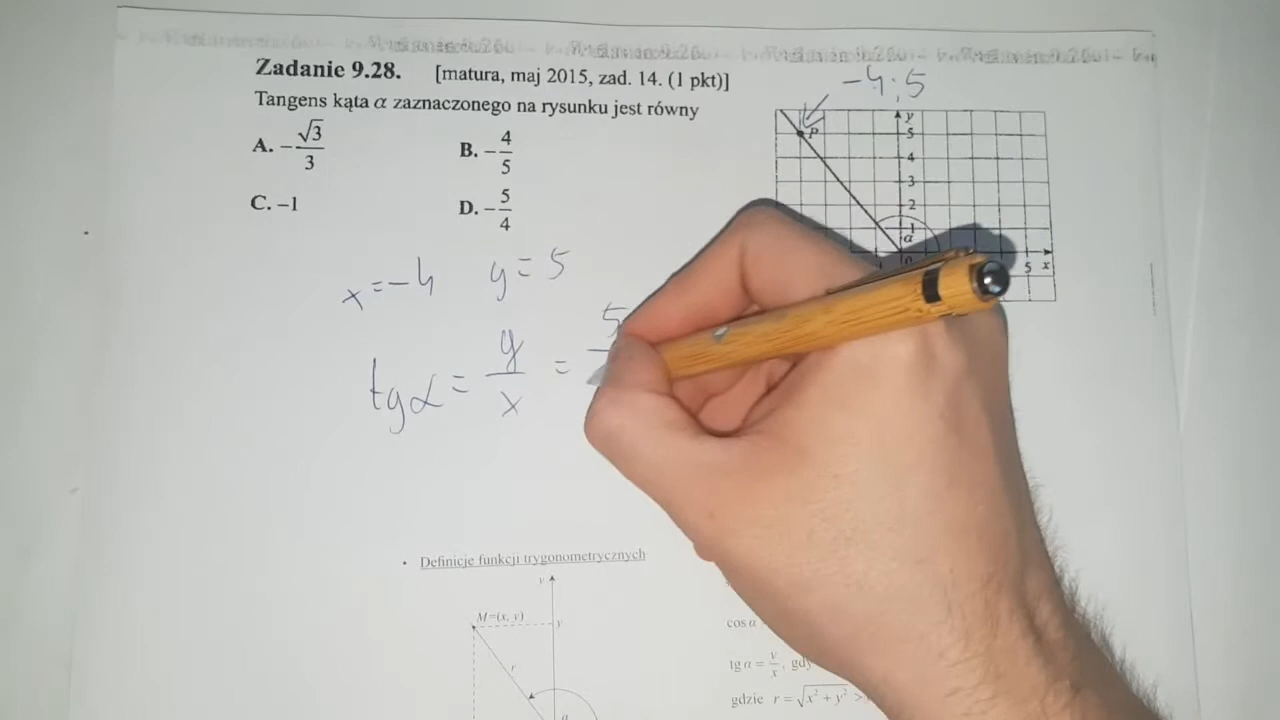 Zadanie 9.28. [matura, maj 2015, zad. 14. (1 pkt)]
Tangens kąta α zaznaczonego na rysunku jest równy
A. -√3/3 B. -4/5
C. -1 D. -5/4
-4; 5
y
5 P
4
3
2
1
α
0 5 x
x=-4 y=5
tgα = y/x = 5
• Definicje funkcji trygonometrycznych
y
M=(x, y) y
r
α
cos α
tg α = y/x, gdy
gdzie r = √x² + y² >